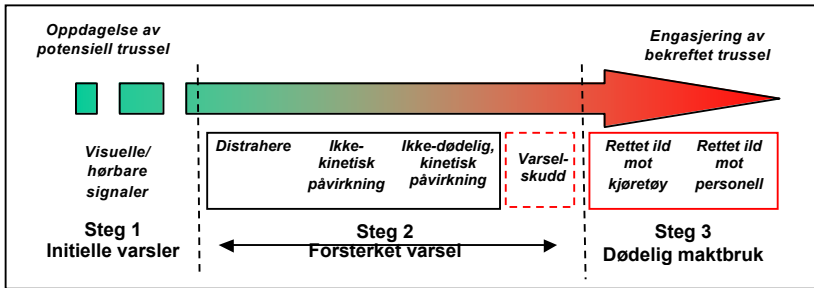 Oppdagelse av
potensiell trussel
Engasjering av
bekreftet trussel
Visuelle/
hørbare
signaler
Distrahere
Ikke-
kinetisk
påvirkning
Ikke-dødelig,
kinetisk
påvirkning
Varsel-
skudd
Rettet ild
mot
kjøretøy
Rettet ild
mot
personell
Steg 1
Initielle varsler
Steg 2
Forsterket varsel
Steg 3
Dødelig maktbruk